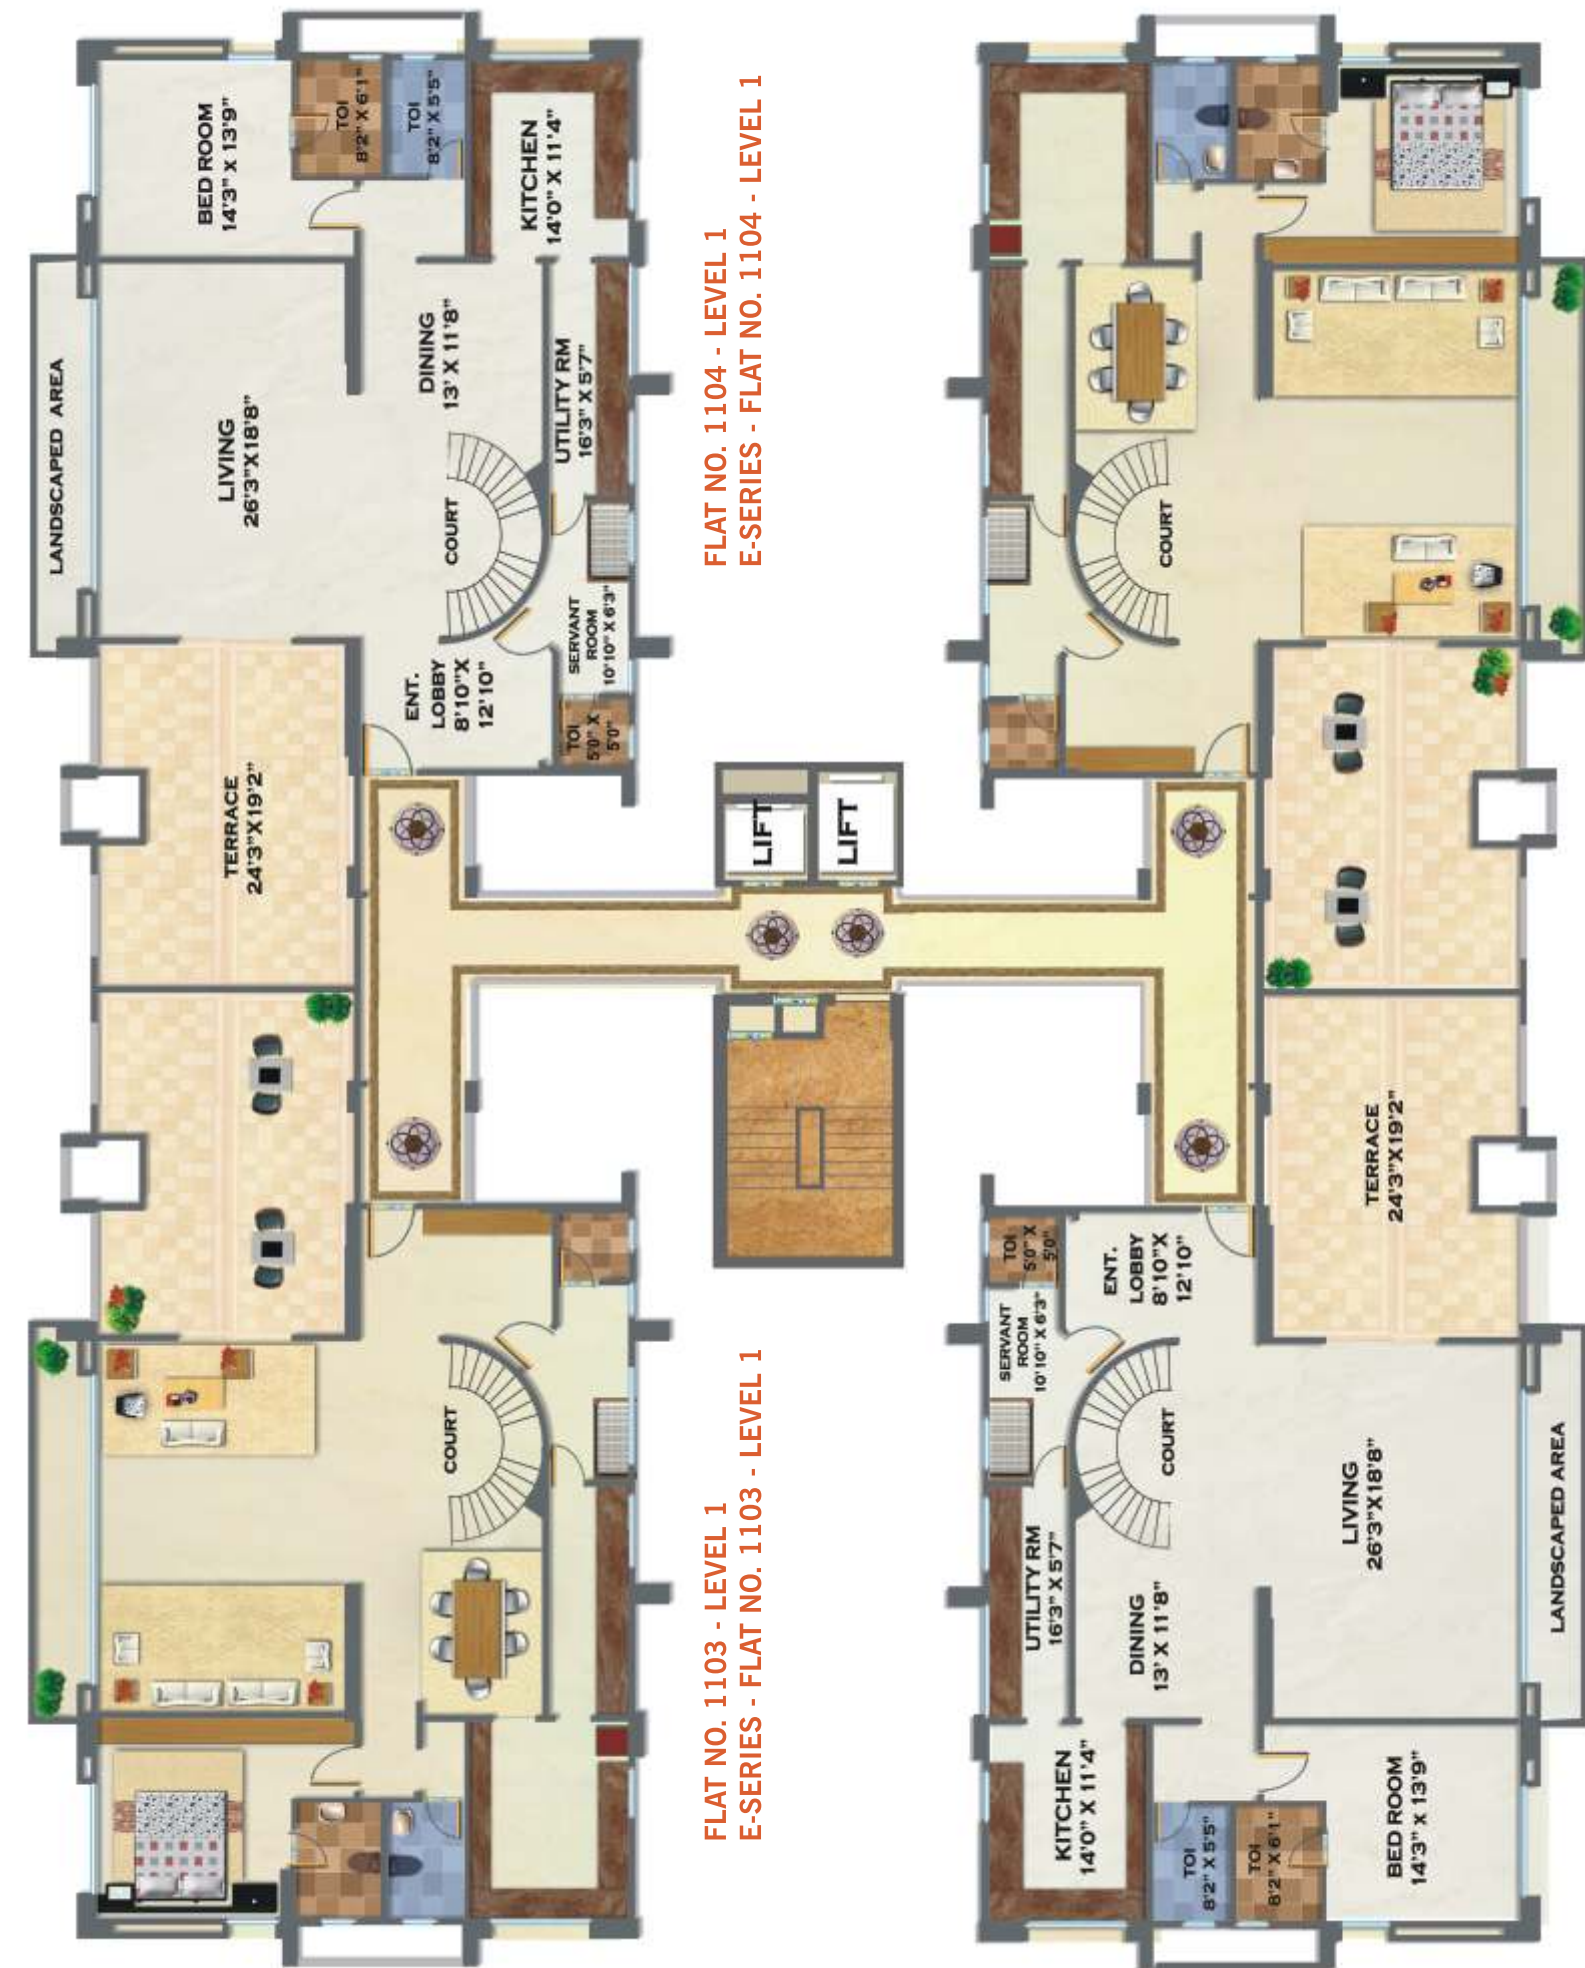 BED ROOM
14'3" X 13'9"
TOI
8'2" X 6'1"
TOI
8'2" X 5'5"
KITCHEN
14'0" X 11'4"
LANDSCAPED AREA
LIVING
26'3"X18'8"
DINING
13' X 11'8"
UTILITY RM
16'3" X 5'7"
COURT
SERVANT
ROOM
10'10" X 6'3"
ENT.
LOBBY
8'10"X
12'10"
TOI
5'0" X
5'0"
TERRACE
24'3"X19'2"
FLAT NO. 1104 - LEVEL 1
E-SERIES - FLAT NO. 1104 - LEVEL 1
COURT
LIFT
LIFT
COURT
FLAT NO. 1103 - LEVEL 1
E-SERIES - FLAT NO. 1103 - LEVEL 1
TERRACE
24'3"X19'2"
TOI
5'0" X
5'0"
ENT.
LOBBY
8'10"X
12'10"
SERVANT
ROOM
10'10" X 6'3"
COURT
UTILITY RM
16'3" X 5'7"
DINING
13' X 11'8"
LIVING
26'3"X18'8"
LANDSCAPED AREA
KITCHEN
14'0" X 11'4"
TOI
8'2" X 5'5"
TOI
8'2" X 6'1"
BED ROOM
14'3" X 13'9"